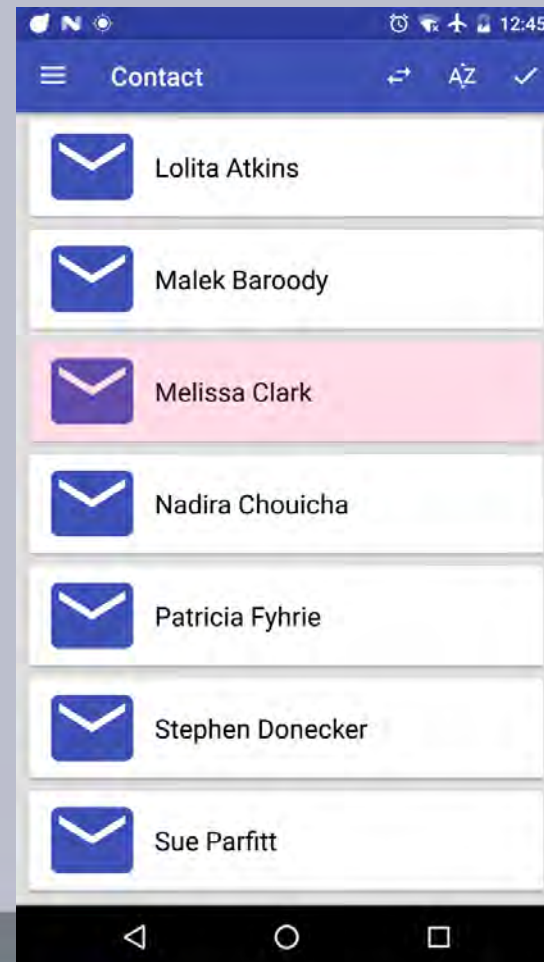 12:45
Contact
AZ
Lolita Atkins
Malek Baroody
Melissa Clark
Nadira Chouicha
Patricia Fyhrie
Stephen Donecker
Sue Parfitt